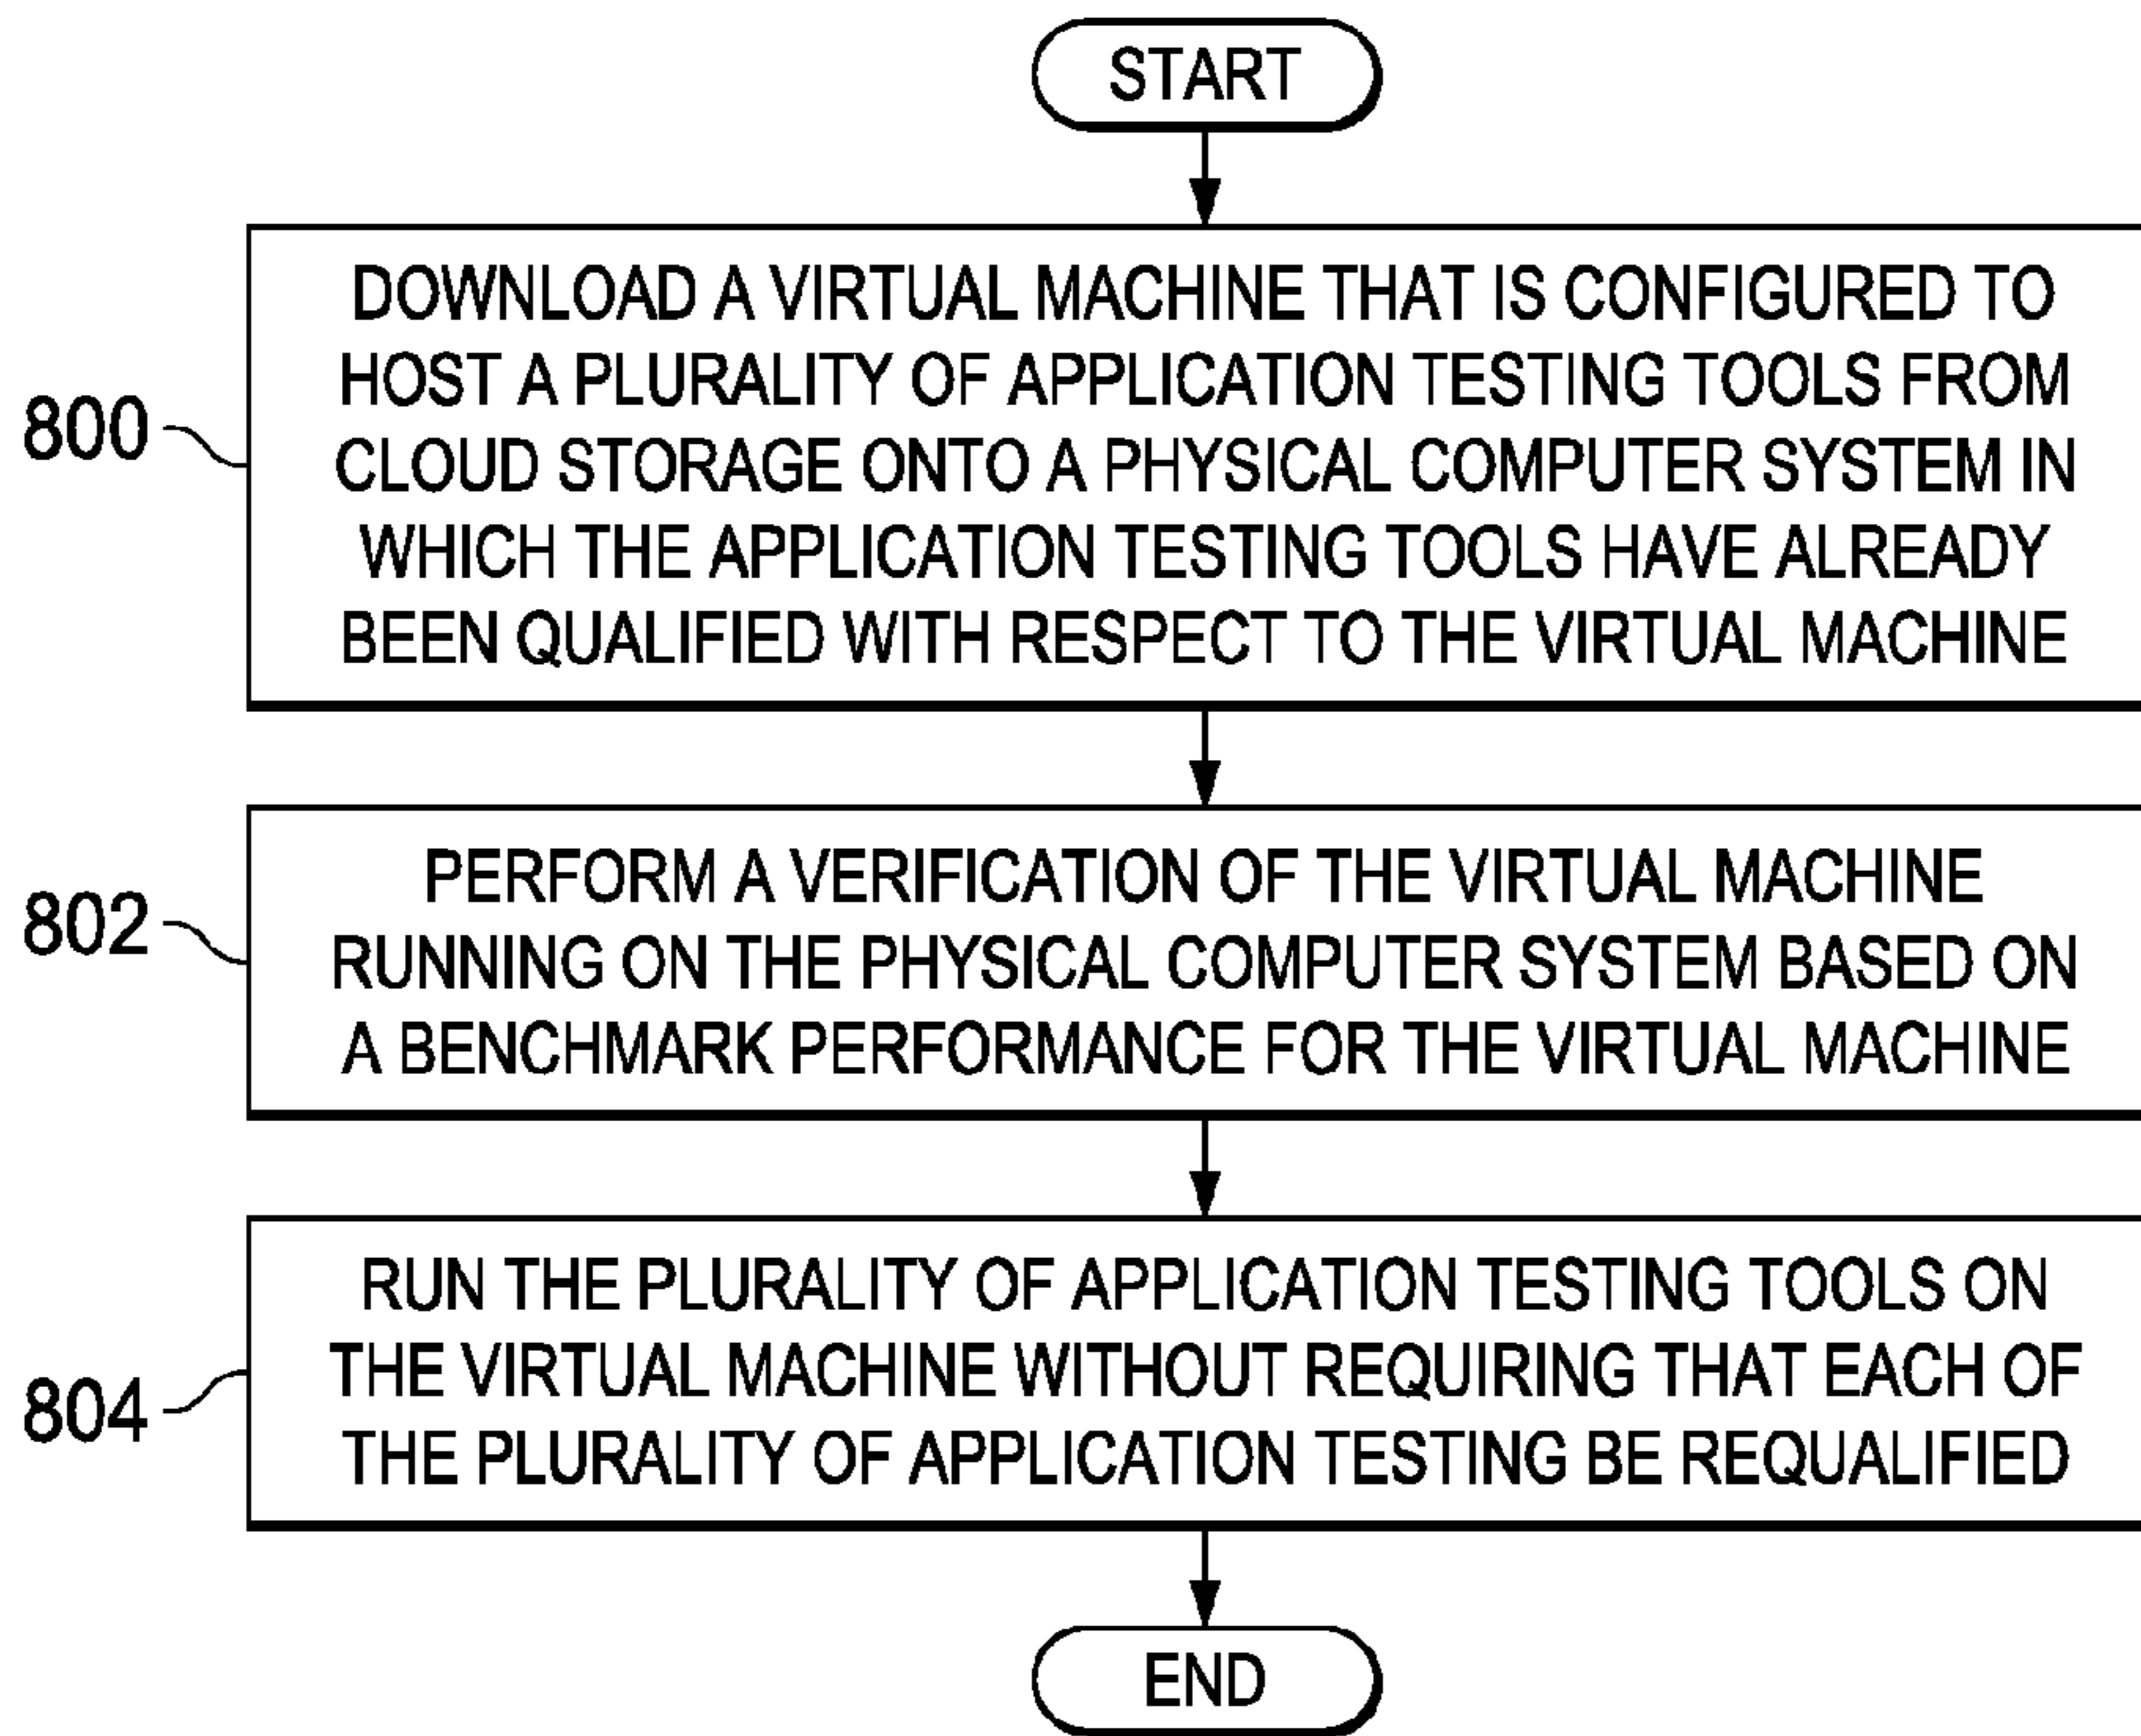 START
DOWNLOAD A VIRTUAL MACHINE THAT IS CONFIGURED TO
HOST A PLURALITY OF APPLICATION TESTING TOOLS FROM
CLOUD STORAGE ONTO A PHYSICAL COMPUTER SYSTEM IN
WHICH THE APPLICATION TESTING TOOLS HAVE ALREADY
BEEN QUALIFIED WITH RESPECT TO THE VIRTUAL MACHINE
800
PERFORM A VERIFICATION OF THE VIRTUAL MACHINE
RUNNING ON THE PHYSICAL COMPUTER SYSTEM BASED ON
A BENCHMARK PERFORMANCE FOR THE VIRTUAL MACHINE
802
RUN THE PLURALITY OF APPLICATION TESTING TOOLS ON
THE VIRTUAL MACHINE WITHOUT REQUIRING THAT EACH OF
THE PLURALITY OF APPLICATION TESTING BE REQUALIFIED
804
END